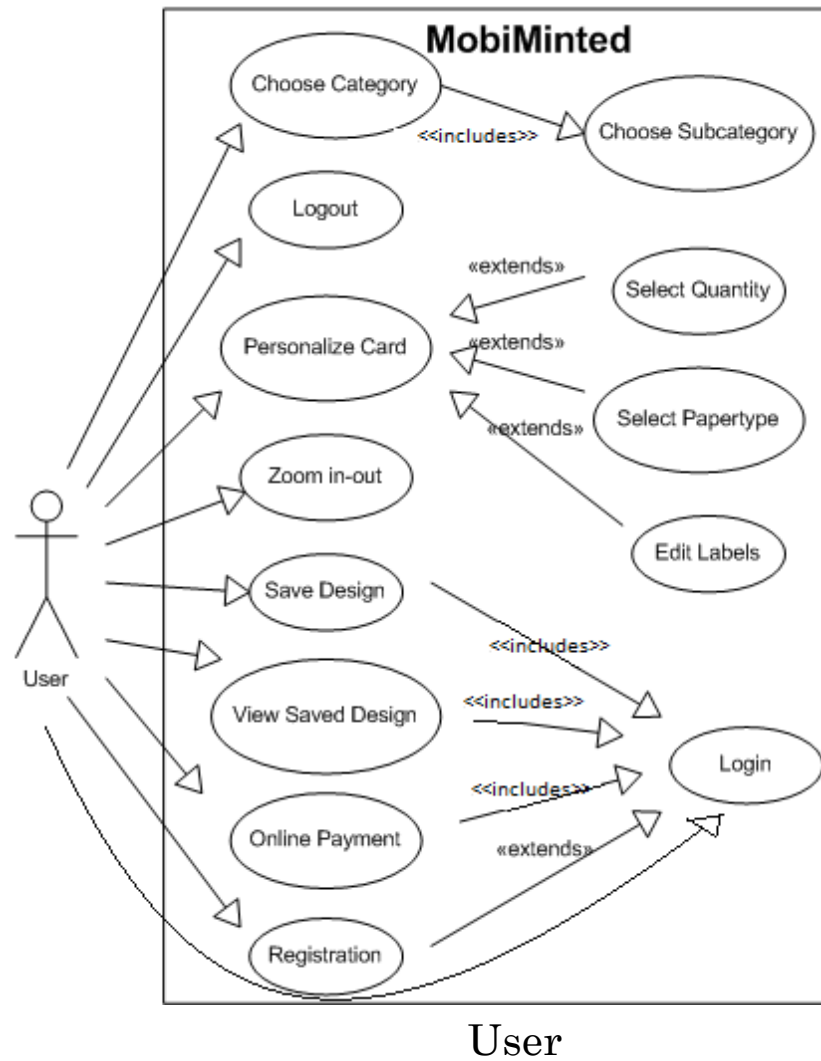 MobiMinted
Choose Category
<<includes>>
Choose Subcategory
Logout
«extends»
Select Quantity
Personalize Card
«extends»
Select Papertype
«extends»
Zoom in-out
Edit Labels
Save Design
<<includes>>
User
View Saved Design
<<includes>>
Login
<<includes>>
Online Payment
«extends»
Registration
User